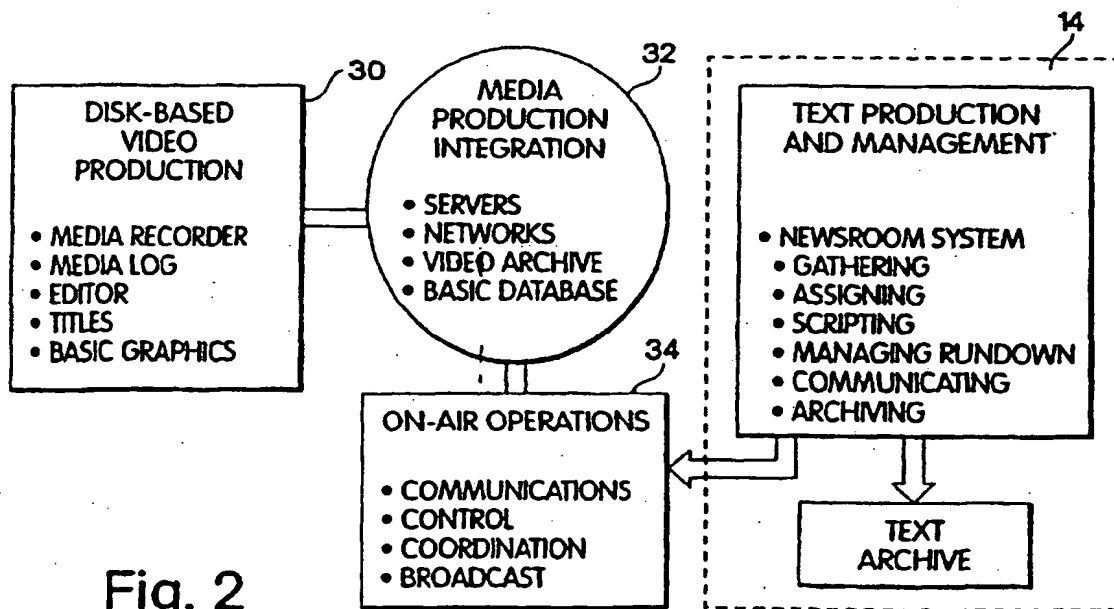 30
DISK-BASED
VIDEO
PRODUCTION
• MEDIA RECORDER
• MEDIA LOG
• EDITOR
• TITLES
• BASIC GRAPHICS
32
MEDIA
PRODUCTION
INTEGRATION
• SERVERS
• NETWORKS
• VIDEO ARCHIVE
• BASIC DATABASE
34
ON-AIR OPERATIONS
• COMMUNICATIONS
• CONTROL
• COORDINATION
• BROADCAST
14
TEXT PRODUCTION
AND MANAGEMENT
• NEWSROOM SYSTEM
• GATHERING
• ASSIGNING
• SCRIPTING
• MANAGING RUNDOWN
• COMMUNICATING
• ARCHIVING
TEXT
ARCHIVE
Fig. 2